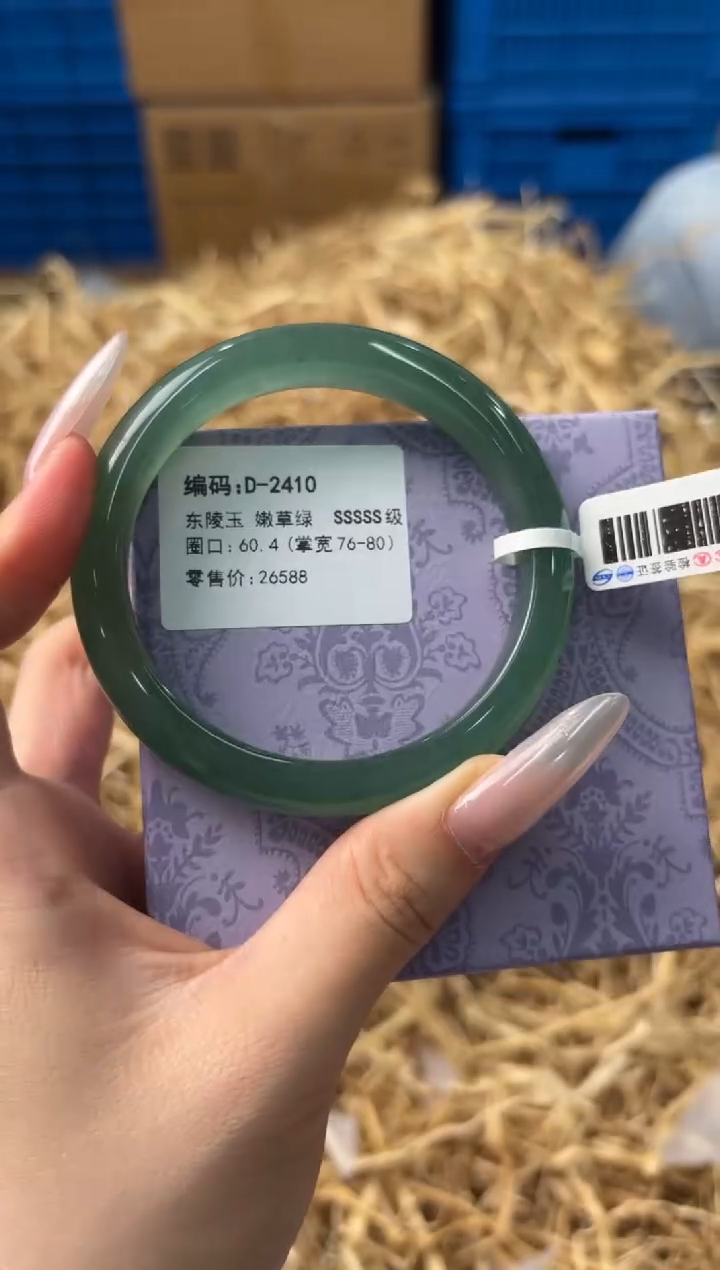 编码:D-2410
东陵玉 嫩草绿 SSSSS级
圈口:60.4(掌宽76-80)
零售价:26588